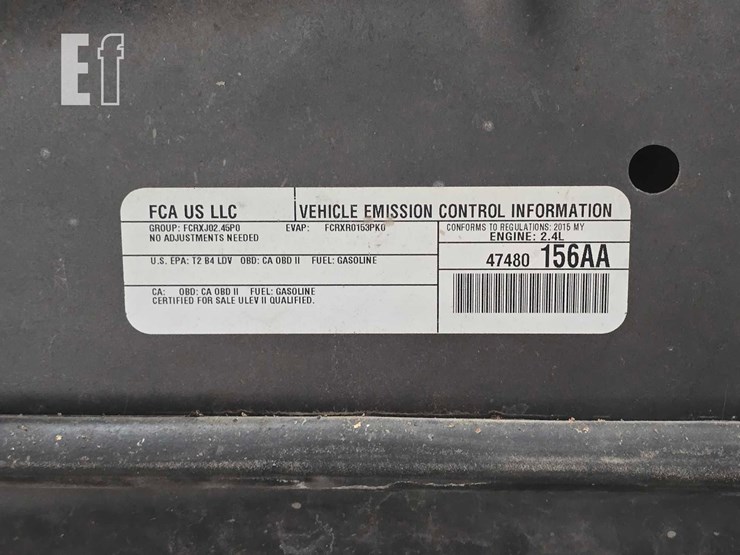 Ef
FCA US LLC
VEHICLE EMISSION CONTROL INFORMATION
GROUP: FCRXJ02.45P0 EVAP: FCRXR0153PK0
NO ADJUSTMENTS NEEDED
CONFORMS TO REGULATIONS: 2015 MY
ENGINE: 2.4L
U.S. EPA: T2 B4 LDV OBD: CA OBD II FUEL: GASOLINE
47480 156AA
CA: OBD: CA OBD II FUEL: GASOLINE
CERTIFIED FOR SALE ULEV II QUALIFIED.